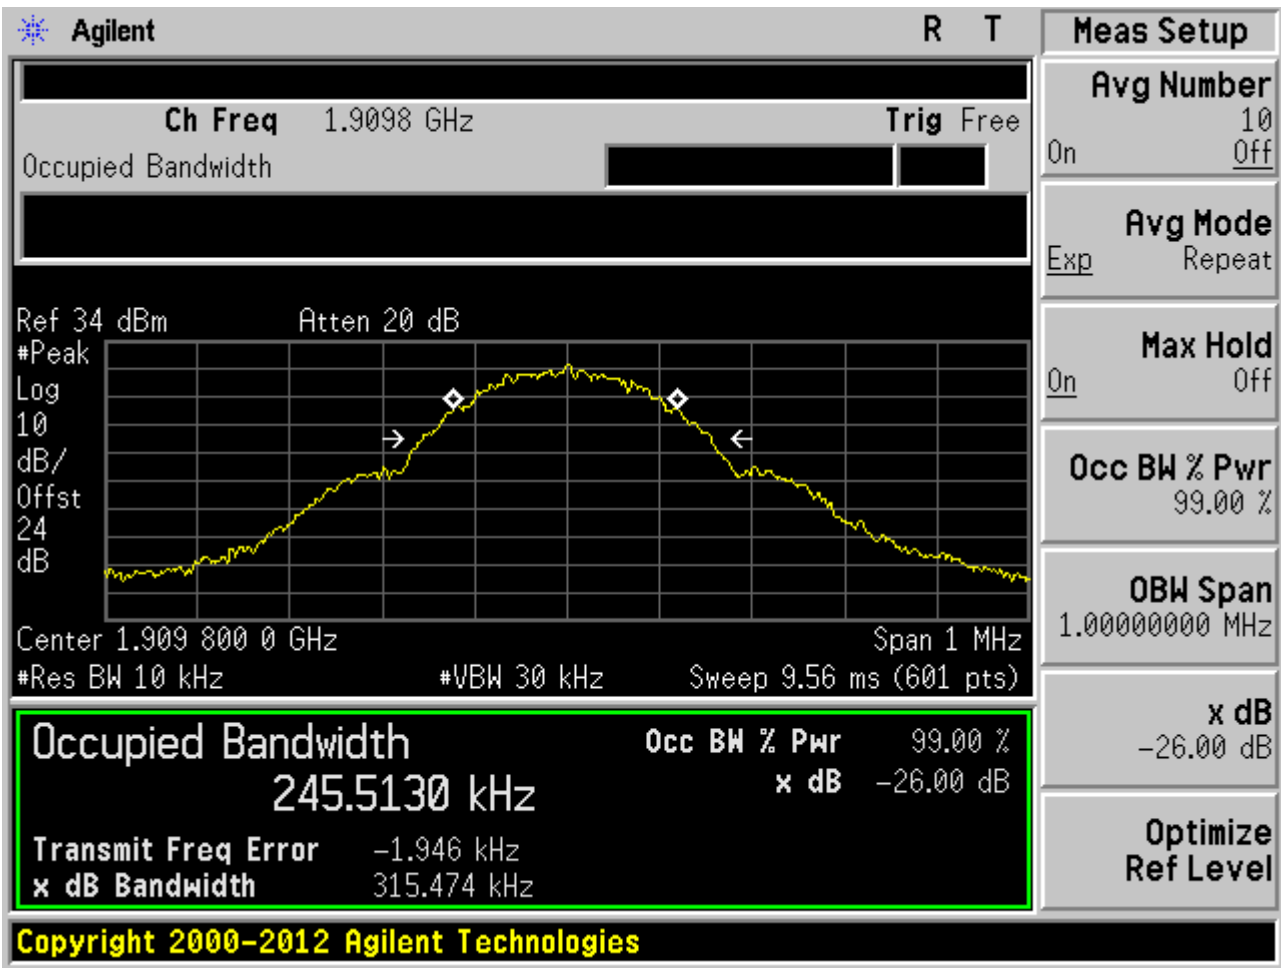 Agilent R T
Ch Freq 1.9098 GHz Trig Free
Occupied Bandwidth
Ref 34 dBm Atten 20 dB
#Peak
Log
10
dB/
Offst
24
dB
Center 1.909 800 0 GHz Span 1 MHz
#Res BW 10 kHz #VBW 30 kHz Sweep 9.56 ms (601 pts)
Occupied Bandwidth
245.5130 kHz
Occ BW % Pwr 99.00 %
x dB -26.00 dB
Transmit Freq Error -1.946 kHz
x dB Bandwidth 315.474 kHz
Copyright 2000-2012 Agilent Technologies
Meas Setup
Avg Number
10
On Off
Avg Mode
Exp Repeat
Max Hold
On Off
Occ BW % Pwr
99.00 %
OBW Span
1.00000000 MHz
x dB
-26.00 dB
Optimize
Ref Level